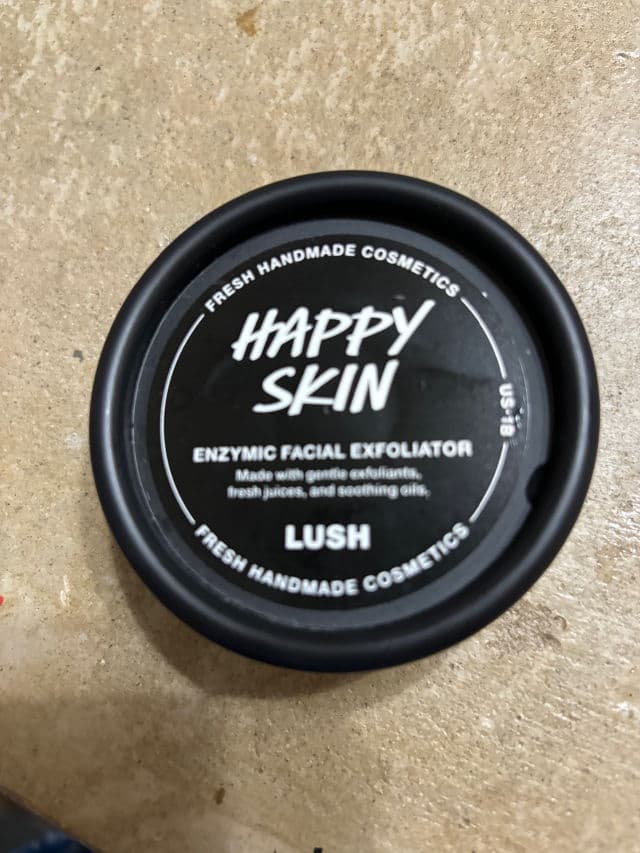 FRESH HANDMADE COSMETICS
HAPPY
SKIN
US-1B
ENZYMIC FACIAL EXFOLIATOR
Made with gentle exfoliants,
fresh juices, and soothing oils.
LUSH
FRESH HANDMADE COSMETICS